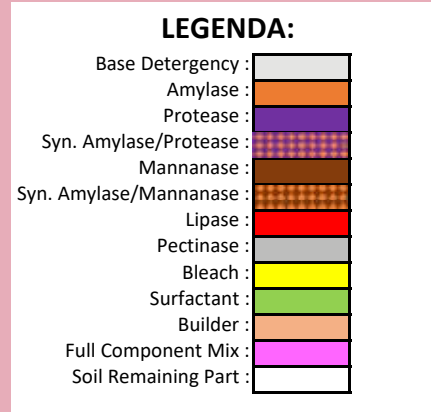 LEGENDA:
Base Detergency :
Amylase :
Protease :
Syn. Amylase/Protease :
Mannanase :
Syn. Amylase/Mannanase :
Lipase :
Pectinase :
Bleach :
Surfactant :
Builder :
Full Component Mix :
Soil Remaining Part :